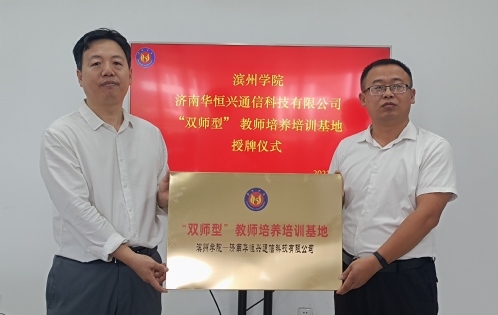 滨州学院
济南华恒兴通信科技有限公司
“双师型”教师培养培训基地
授牌仪式
“双师型”教师培养培训基地
滨州学院—济南华恒兴通信科技有限公司